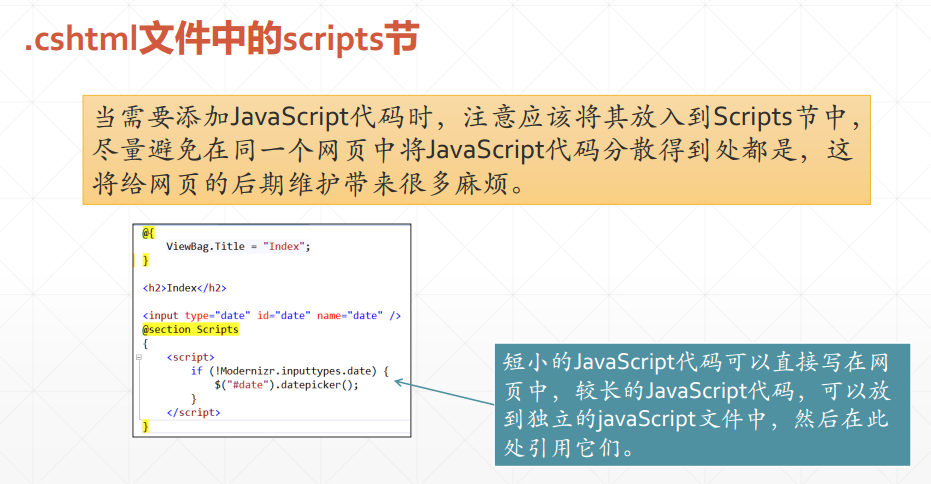 .cshtml文件中的scripts节
当需要添加JavaScript代码时，注意应该将其放入到Scripts节中，
尽量避免在同一个网页中将JavaScript代码分散得到处都是，这
将给网页的后期维护带来很多麻烦。
@{
    ViewBag.Title = "Index";
}
<h2>Index</h2>
<input type="date" id="date" name="date" />
@section Scripts
{
    <script>
        if (!Modernizr.inputtypes.date) {
            $("#date").datepicker();
        }
    </script>
}
短小的JavaScript代码可以直接写在网
页中，较长的JavaScript代码，可以放
到独立的javaScript文件中，然后在此
处引用它们。